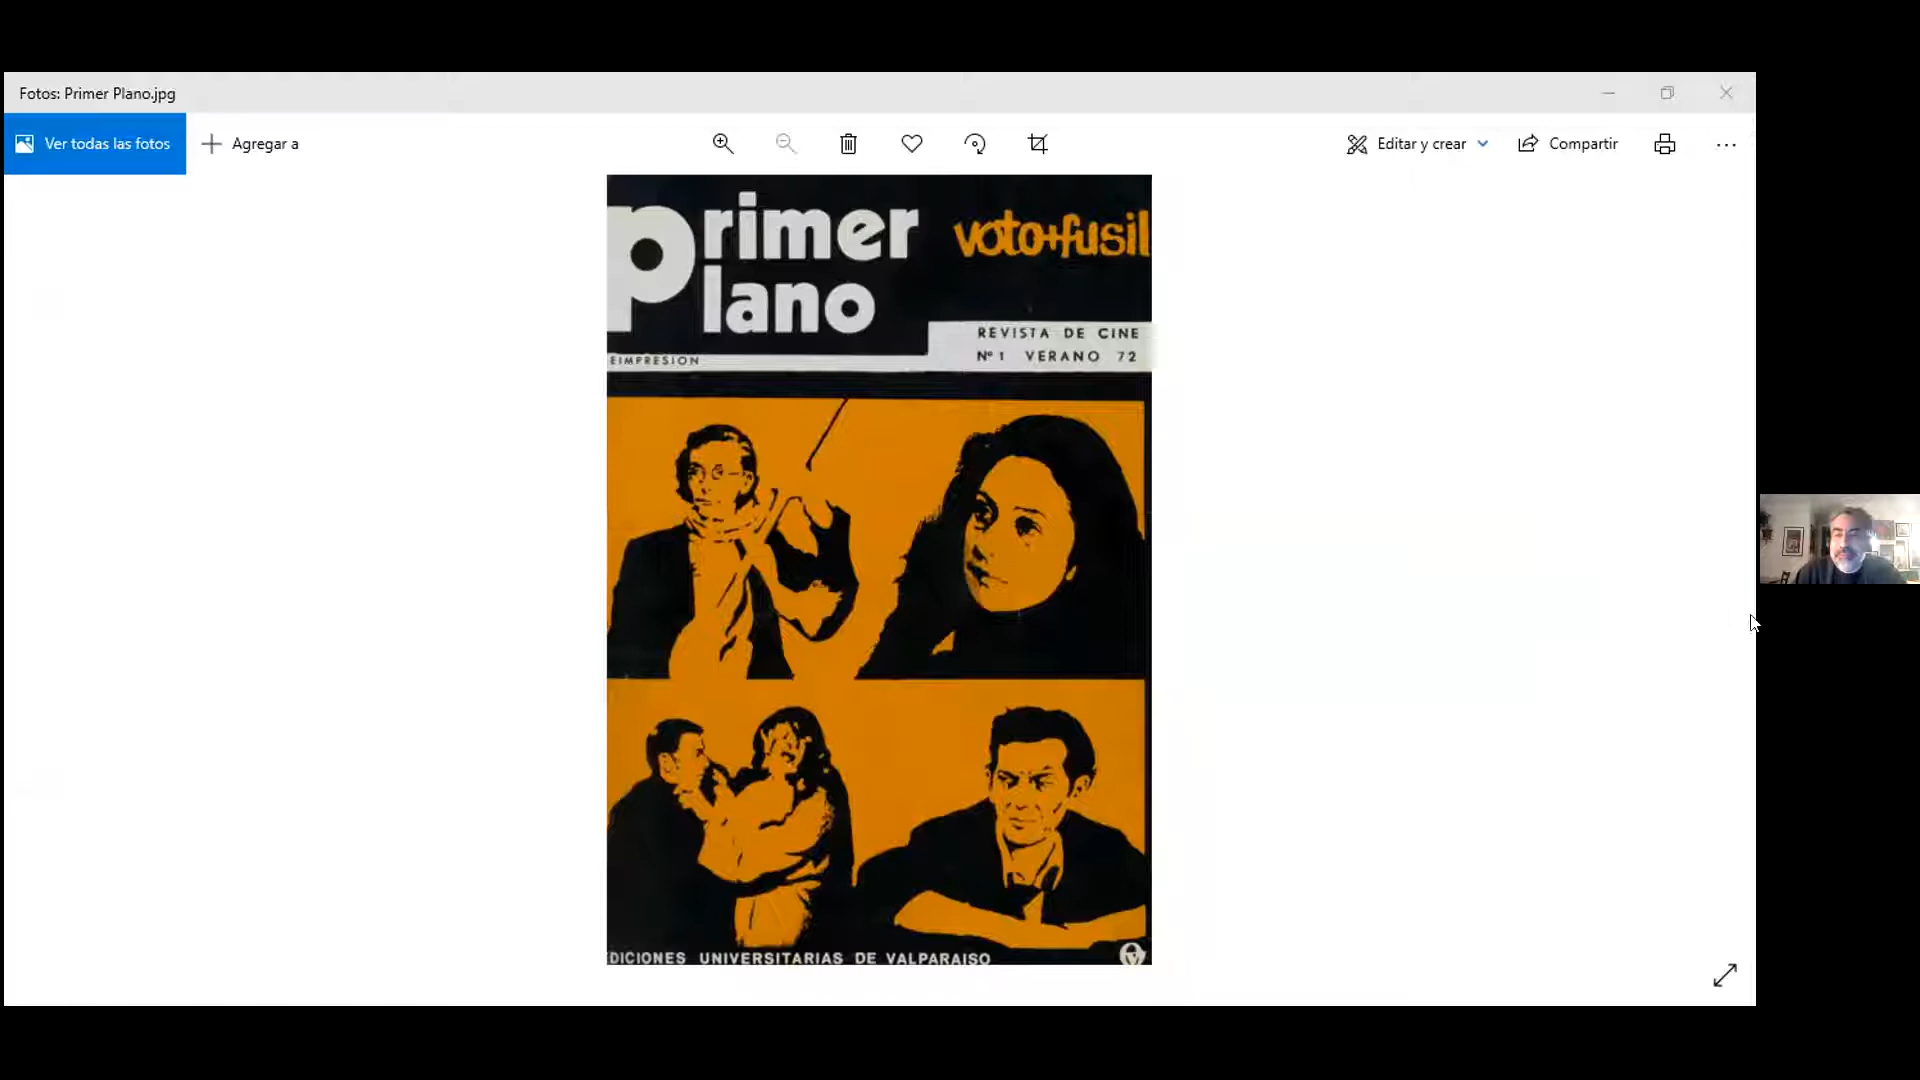 Fotos: Primer Plano.jpg
Ver todas las fotos
Agregar a
Editar y crear
Compartir
Primer
plano
voto+fusil
REVISTA DE CINE
Nº 1 VERANO 72
EIMPRESION
DICIONES UNIVERSITARIAS DE VALPARAISO